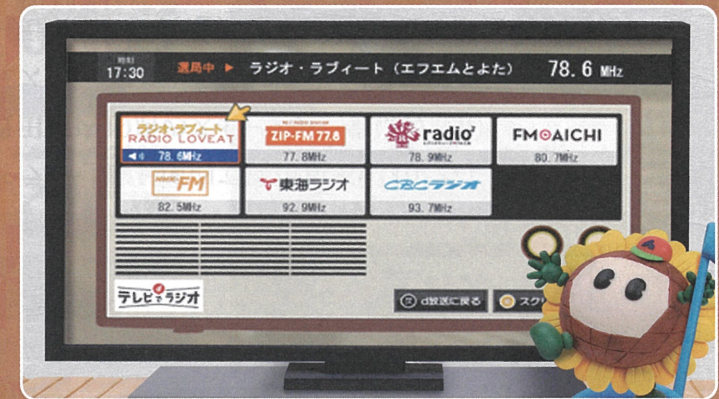 時刻
17:30
選局中 ▶ ラジオ・ラブィート(エフエムとよた) 78.6 MHz
ラジオ・ラブィート
RADIO LOVEAT
78.6MHz
ZIP-FM 77.8
77.8MHz
radio
78.9MHz
FM AICHI
80.7MHz
NHK-FM
82.5MHz
東海ラジオ
92.9MHz
CBCラジオ
93.7MHz
テレビでラジオ
d放送に戻る
スク